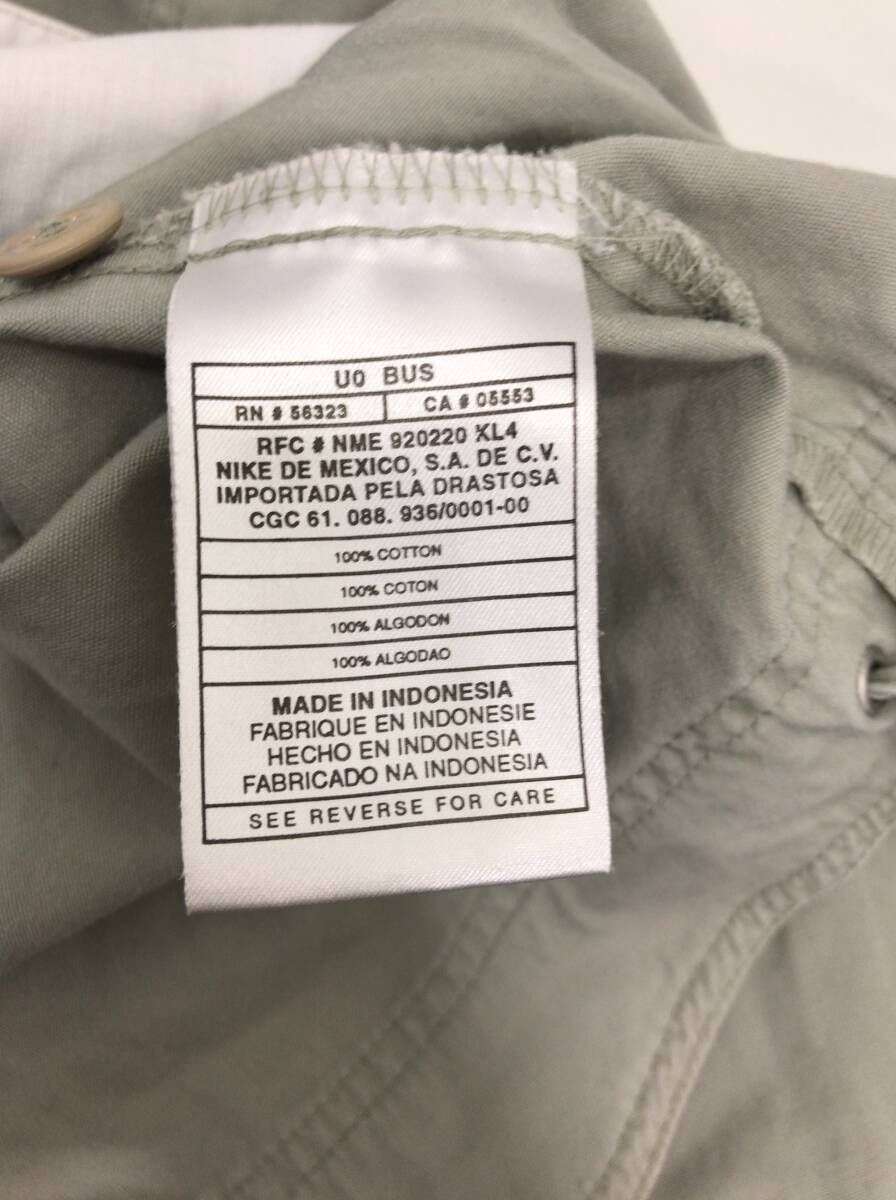 U0 BUS
RN # 56323 CA # 05553
RFC # NME 920220 XL4
NIKE DE MEXICO, S.A. DE C.V.
IMPORTADA PELA DRASTOSA
CGC 61. 088. 936/0001-00
100% COTTON
100% COTON
100% ALGODON
100% ALGODAO
MADE IN INDONESIA
FABRIQUE EN INDONESIE
HECHO EN INDONESIA
FABRICADO NA INDONESIA
SEE REVERSE FOR CARE